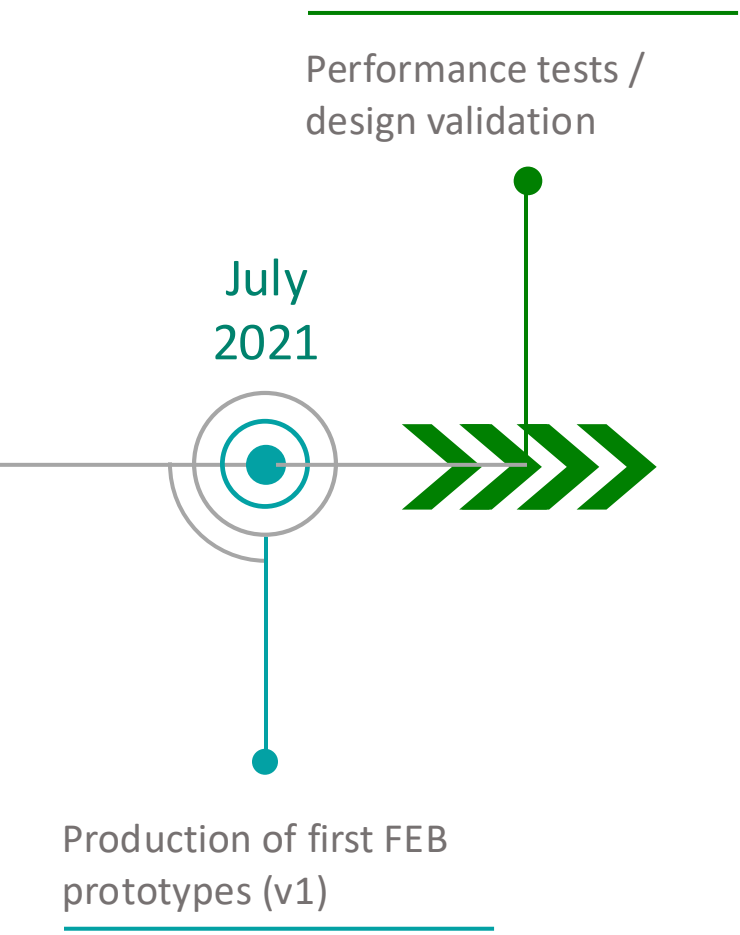 Performance tests /
design validation
July
2021
Production of first FEB
prototypes (v1)